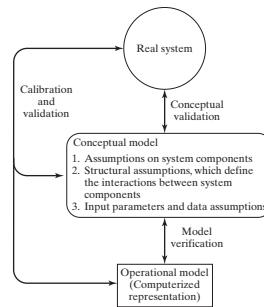 Real system
Calibration
and
validation
Conceptual
validation
Conceptual model
1. Assumptions on system components
2. Structural assumptions, which define
the interactions between system
components
3. Input parameters and data assumptions
Model
verification
Operational model
(Computerized
representation)